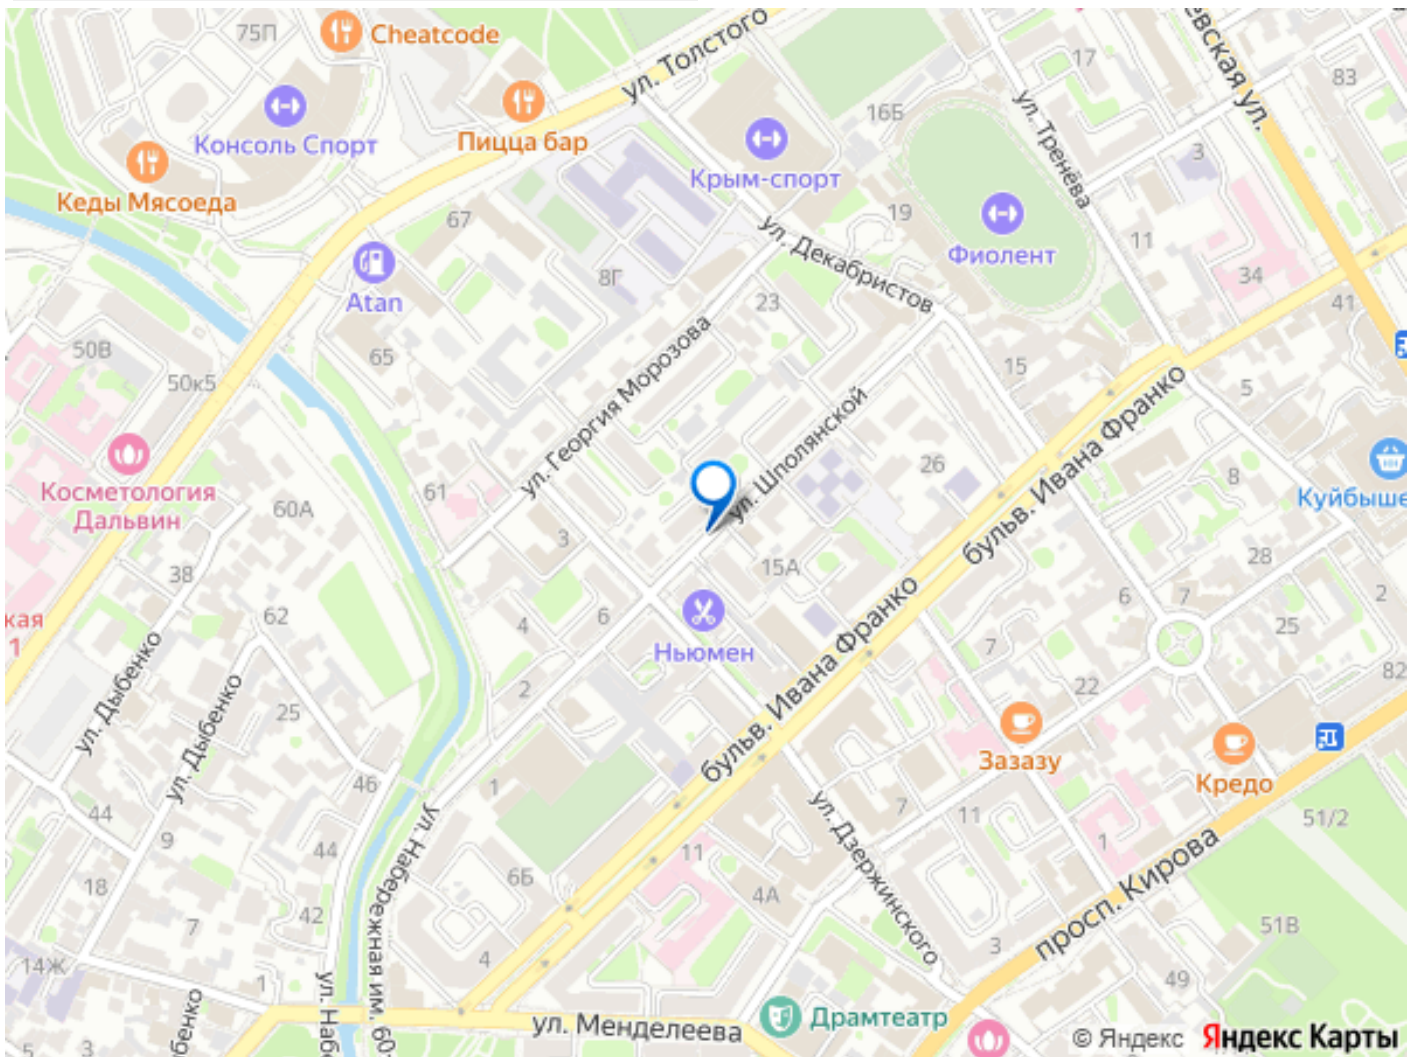 75П
Cheatcode
ул. Толстого
Консоль Спорт
Пицца бар
Кеды Мясоеда
16Б
Крым-спорт
17
ул. Тренёва
евская ул.
83
3
67
19
ул. Декабристов
Фиолент
11
34
Atan
8Г
23
41
50В
65
50к5
ул. Георгия Морозова
15
5
ул. Шполянской
бульв. Ивана Франко
Косметология
Дальвин
61
60А
26
8
Куйбыше
3
15А
28
38
6
4
62
Ньюмен
6
7
2
25
кая
1
ул. Дыбенко
ул. Дыбенко
25
2
бульв. Ивана Франко
7
22
82
Зазазу
Кредо
46
1
44
9
44
ул. Набережная им. 60-
ул. Дзержинского
7
11
1
51/2
просп. Кирова
18
7
42
6Б
11
4А
3
51В
49
14Ж
1
4
ул. Наб
ул. Менделеева
Драмтеатр
5
3
ыбенко
© Яндекс Яндекс Карты